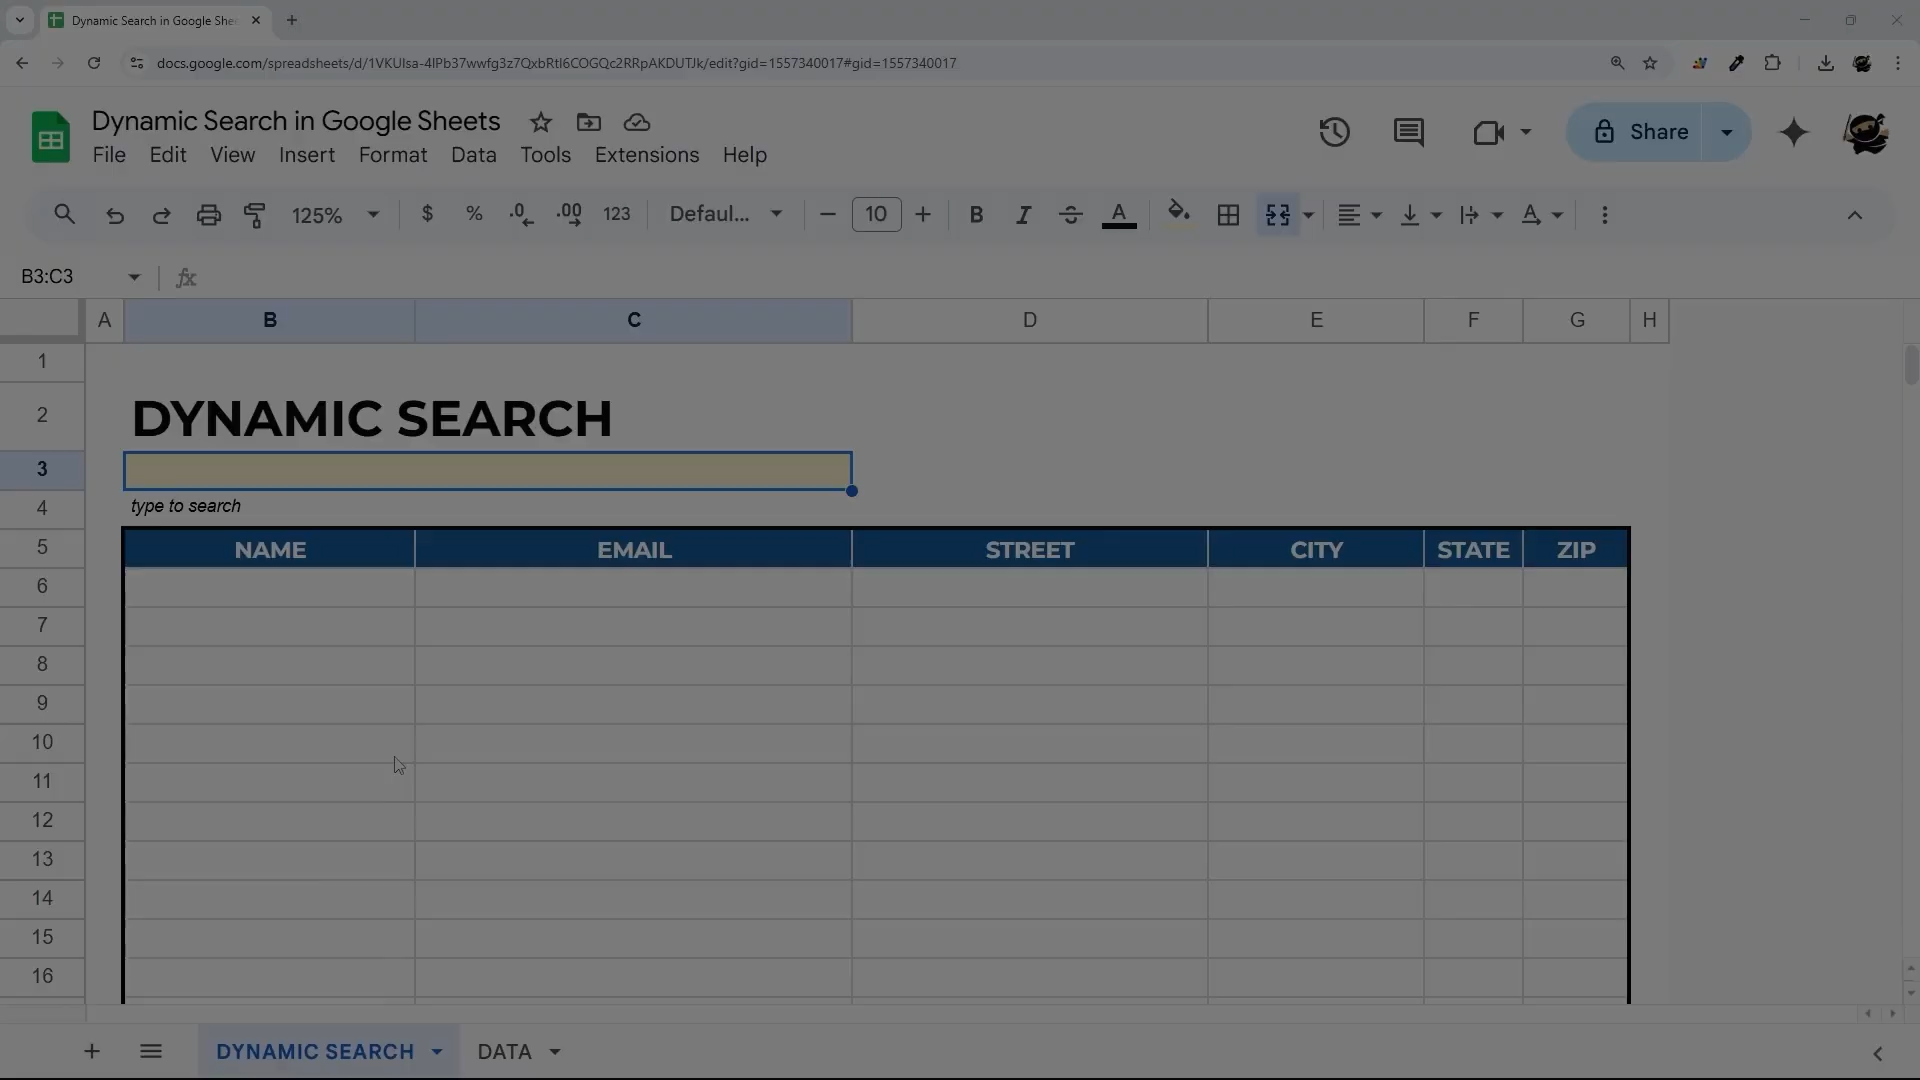 Dynamic Search in Google Shee
docs.google.com/spreadsheets/d/1VKUIsa-4IPb37wwfg3z7QxbRtI6COGQc2RRpAKDUTJk/edit?gid=1557340017#gid=1557340017
Dynamic Search in Google Sheets
File Edit View Insert Format Data Tools Extensions Help
Share
125% $ % .0 .00 123 Defaul... 10 B I S A
B3:C3 fx
A B C D E F G H
1
2 DYNAMIC SEARCH
3
4 type to search
5 NAME EMAIL STREET CITY STATE ZIP
6
7
8
9
10
11
12
13
14
15
16
DYNAMIC SEARCH DATA